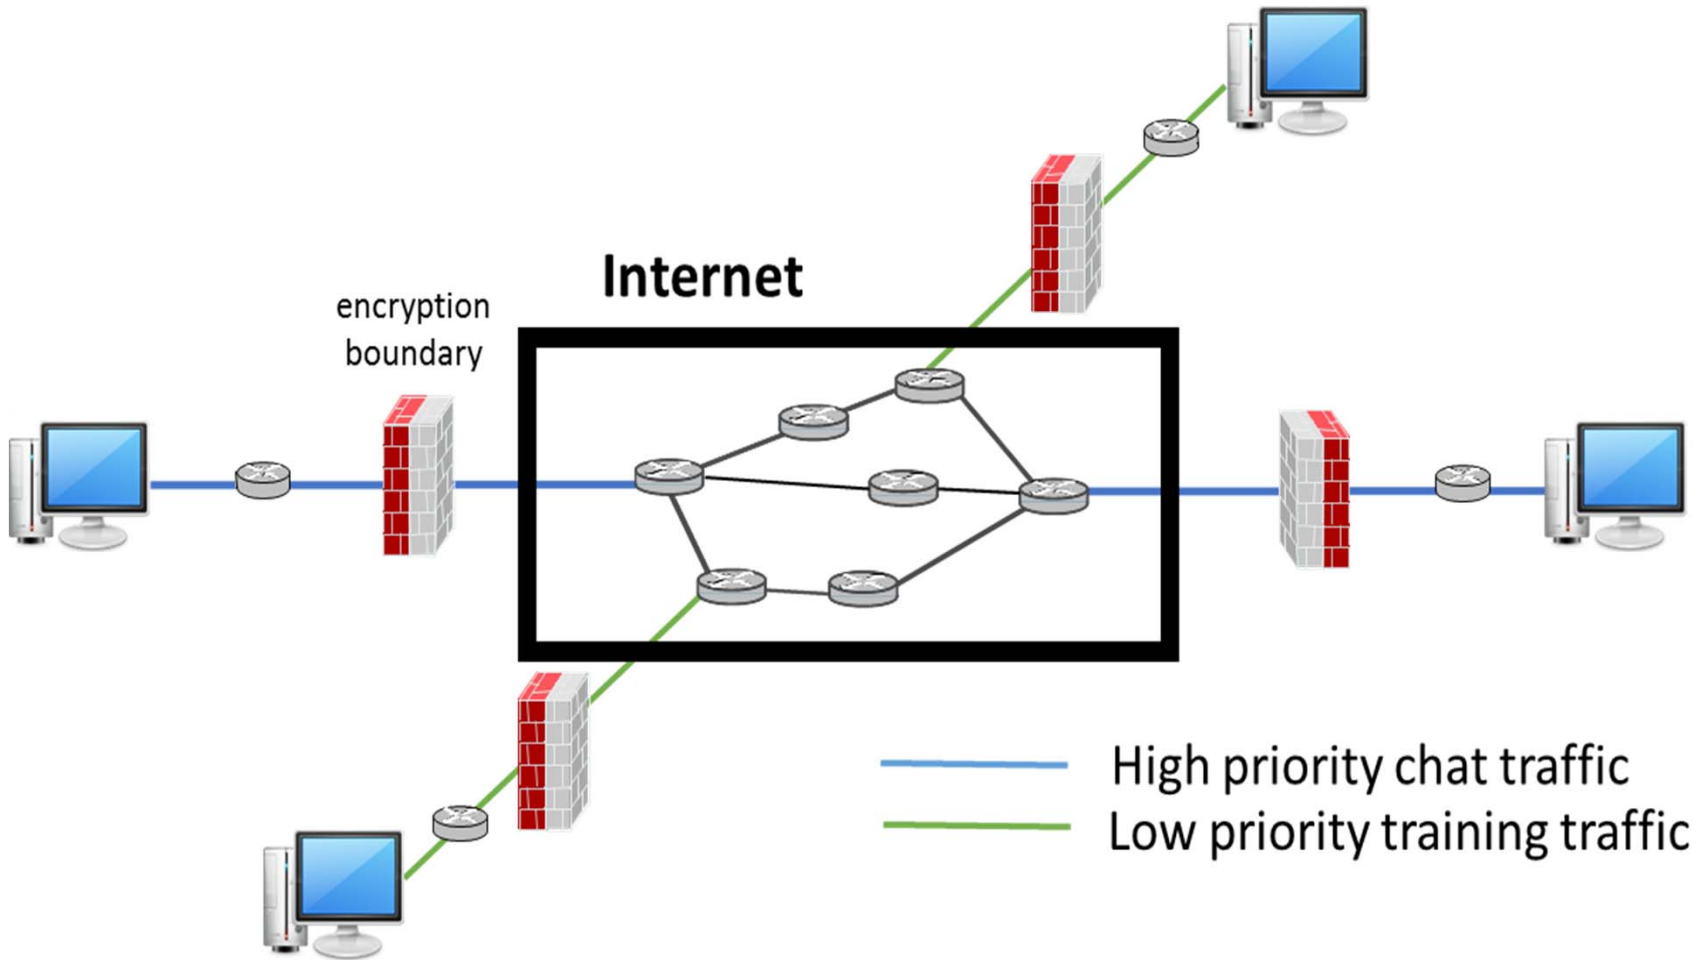 Internet
encryption
boundary
High priority chat traffic
Low priority training traffic